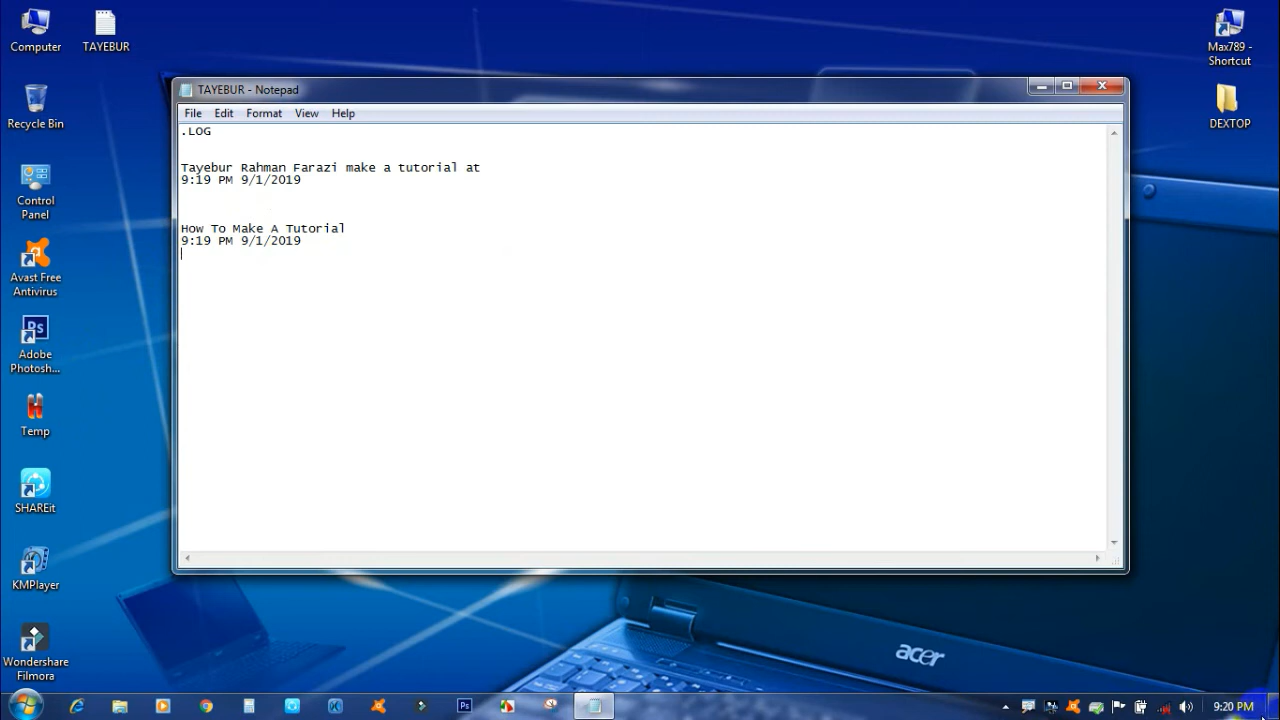 Computer
TAYEBUR
Recycle Bin
Control
Panel
Avast Free
Antivirus
Ps
Adobe
Photosh...
Temp
SHAREit
KMPlayer
Wondershare
Filmora
Max789 -
Shortcut
DEXTOP
TAYEBUR - Notepad
File Edit Format View Help
.LOG
Tayebur Rahman Farazi make a tutorial at
9:19 PM 9/1/2019
How To Make A Tutorial
9:19 PM 9/1/2019
acer
Ps
9:20 PM